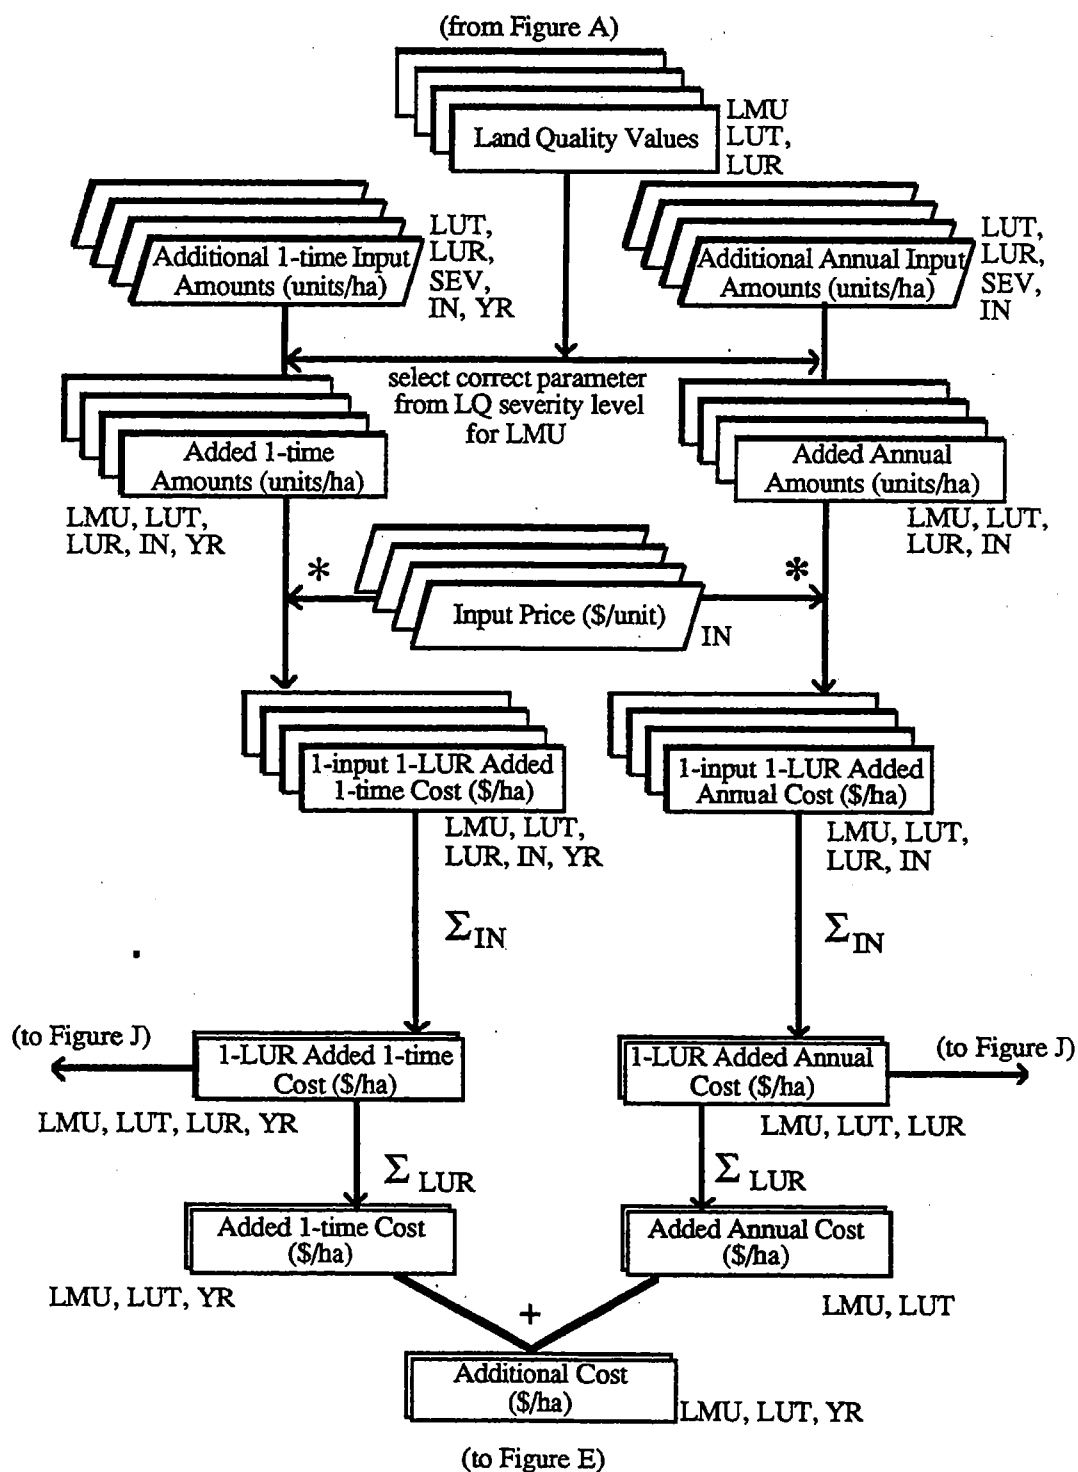 (from Figure A)
Land Quality Values
LMU
LUT,
LUR
Additional 1-time Input
Amounts (units/ha)
LUT,
LUR,
SEV,
IN, YR
Additional Annual Input
Amounts (units/ha)
LUT,
LUR,
SEV,
IN
select correct parameter
from LQ severity level
for LMU
Added 1-time
Amounts (units/ha)
LMU, LUT,
LUR, IN, YR
Added Annual
Amounts (units/ha)
LMU, LUT,
LUR, IN
*
*
Input Price ($/unit)
IN
1-input 1-LUR Added
1-time Cost ($/ha)
LMU, LUT,
LUR, IN, YR
1-input 1-LUR Added
Annual Cost ($/ha)
LMU, LUT,
LUR, IN
Σ IN
Σ IN
(to Figure J)
1-LUR Added 1-time
Cost ($/ha)
LMU, LUT, LUR, YR
1-LUR Added Annual
Cost ($/ha)
(to Figure J)
LMU, LUT, LUR
Σ LUR
Σ LUR
Added 1-time Cost
($/ha)
LMU, LUT, YR
Added Annual Cost
($/ha)
LMU, LUT
+
Additional Cost
($/ha)
LMU, LUT, YR
(to Figure E)